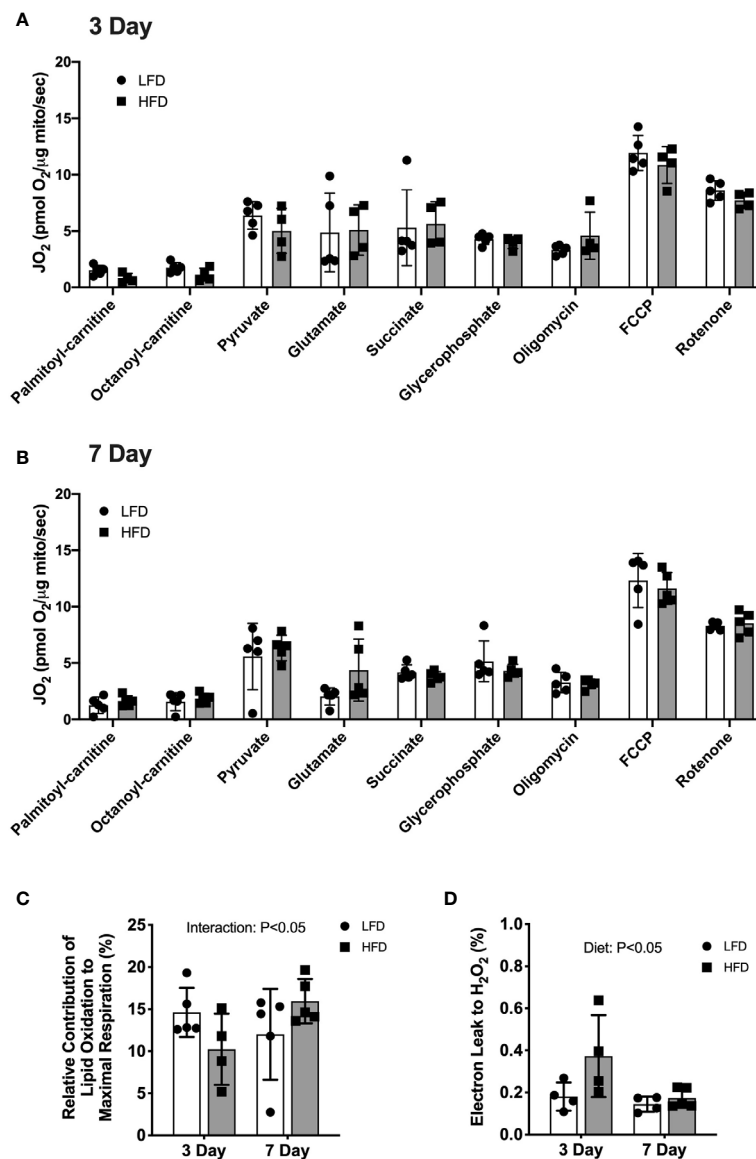 A
3 Day
LFD
HFD
JO₂ (pmol O₂/μg mito/sec)
20
15
10
5
0
Palmitoyl-carnitine
Octanoyl-carnitine
Pyruvate
Glutamate
Succinate
Glycerophosphate
Oligomycin
FCCP
Rotenone
B
7 Day
LFD
HFD
JO₂ (pmol O₂/μg mito/sec)
20
15
10
5
0
Palmitoyl-carnitine
Octanoyl-carnitine
Pyruvate
Glutamate
Succinate
Glycerophosphate
Oligomycin
FCCP
Rotenone
C
Interaction: P<0.05
LFD
HFD
Relative Contribution of
Lipid Oxidation to
Maximal Respiration (%)
25
20
15
10
5
0
3 Day
7 Day
D
Diet: P<0.05
LFD
HFD
Electron Leak to H₂O₂ (%)
1.0
0.8
0.6
0.4
0.2
0.0
3 Day
7 Day